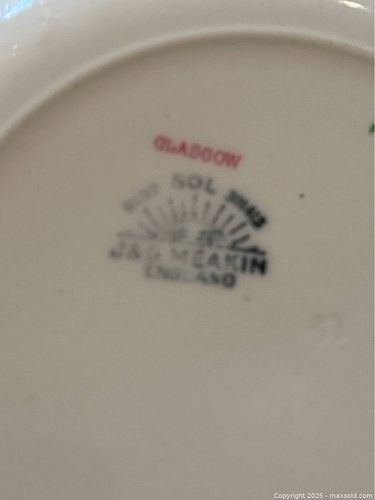 GLASGOW
SOL
J&G MEAKIN
ENGLAND
Copyright © 2025 - maxsold.com